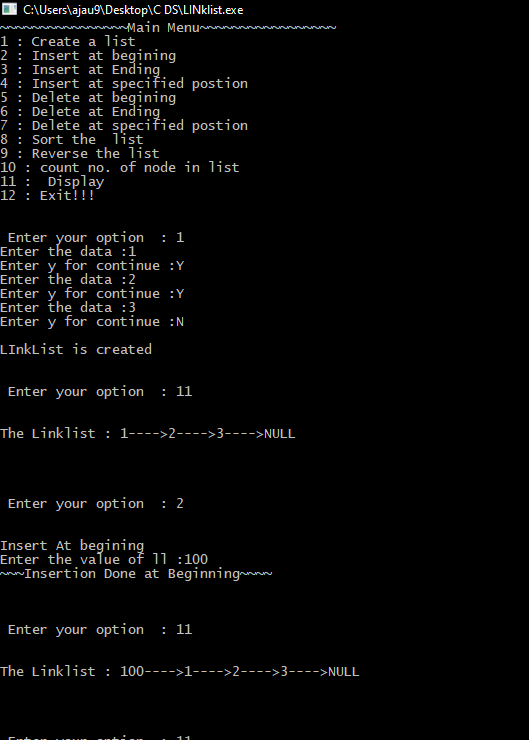 C:\Users\ajau9\Desktop\C DS\LINklist.exe
~~~~~~~~~~~~~~~~Main Menu~~~~~~~~~~~~~~~~~
1 : Create a list
2 : Insert at begining
3 : Insert at Ending
4 : Insert at specified postion
5 : Delete at begining
6 : Delete at Ending
7 : Delete at specified postion
8 : Sort the  list
9 : Reverse the list
10 : count no. of node in list
11 :  Display
12 : Exit!!!
Enter your option  : 1
Enter the data :1
Enter y for continue :Y
Enter the data :2
Enter y for continue :Y
Enter the data :3
Enter y for continue :N
LInkList is created
Enter your option  : 11
The Linklist : 1---->2---->3---->NULL
Enter your option  : 2
Insert At begining
Enter the value of ll :100
~~~Insertion Done at Beginning~~~~
Enter your option  : 11
The Linklist : 100---->1---->2---->3---->NULL
Enter your option  : 11